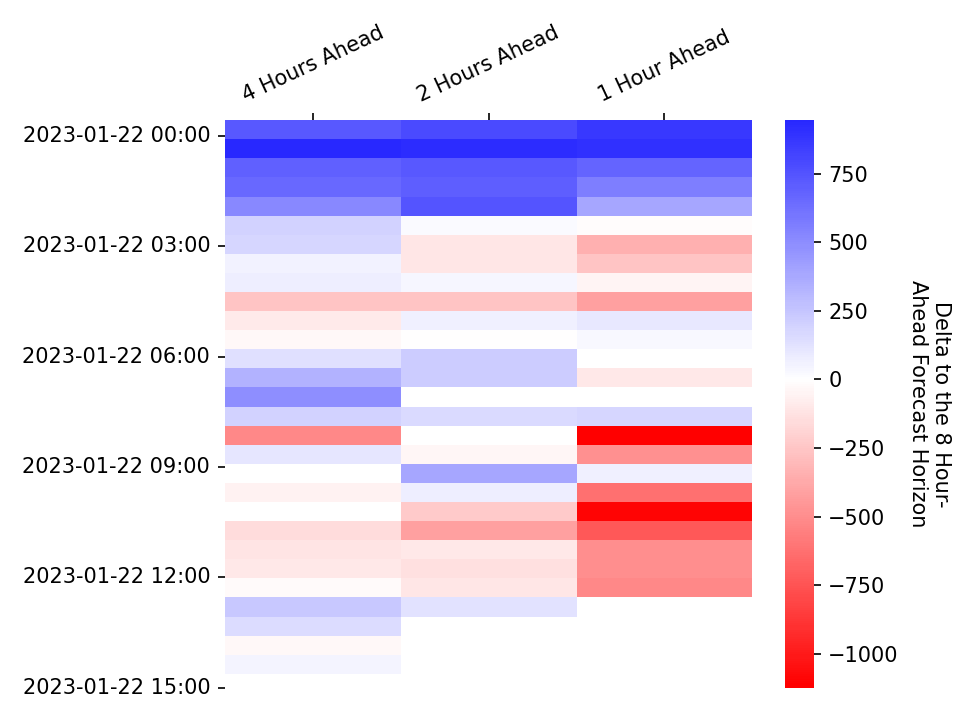 4 Hours Ahead
2 Hours Ahead
1 Hour Ahead
2023-01-22 00:00
2023-01-22 03:00
2023-01-22 06:00
2023-01-22 09:00
2023-01-22 12:00
2023-01-22 15:00
750
500
250
0
−250
−500
−750
−1000
Delta to the 8 Hour-
Ahead Forecast Horizon